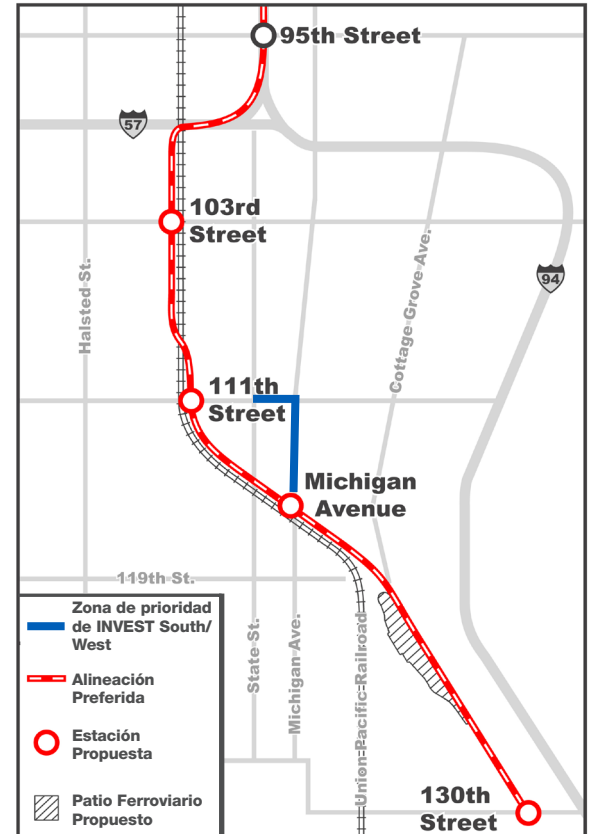 95th Street
57
103rd
Street
Halsted St.
Cottage Grove Ave.
94
111th
Street
Michigan
Avenue
119th St.
State St.
Michigan Ave.
Union Pacific Railroad
Zona de prioridad
de INVEST South/
West
Alineación
Preferida
Estación
Propuesta
Patio Ferroviario
Propuesto
130th
Street